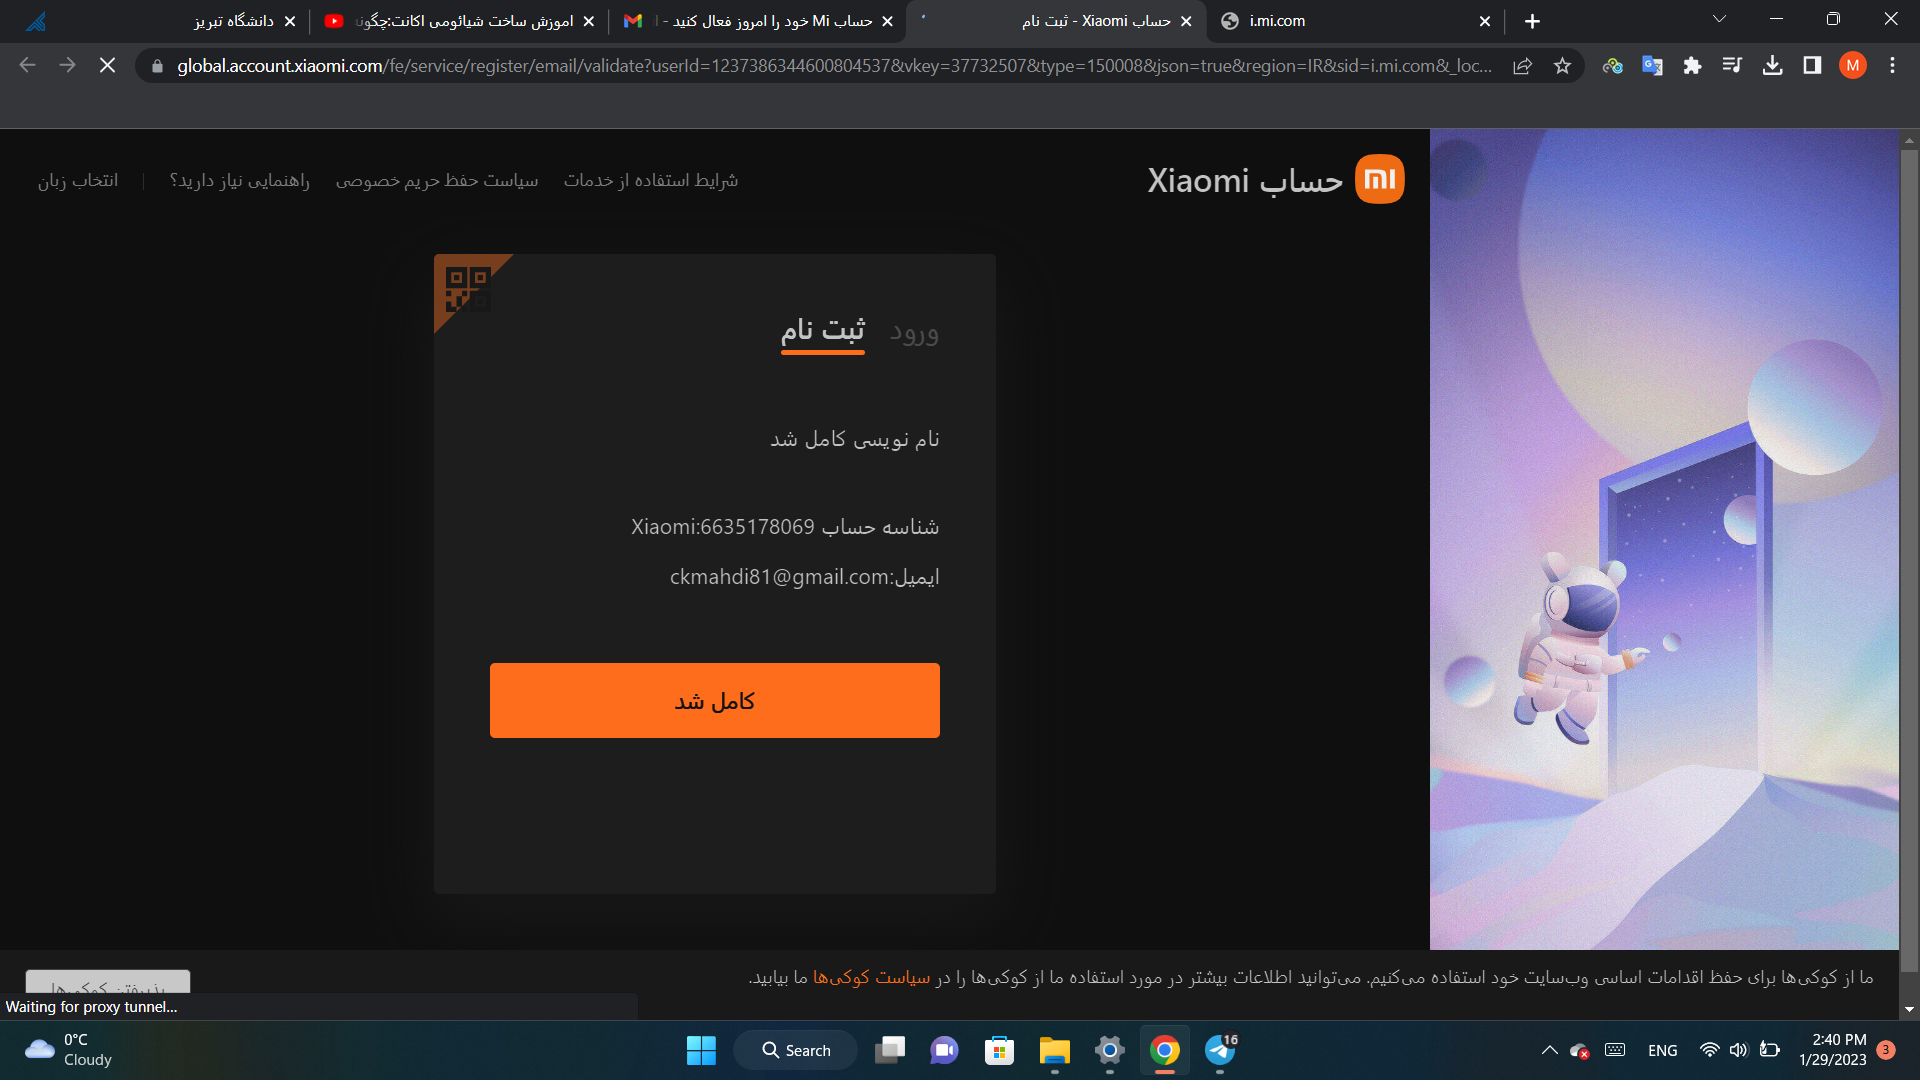 دانشگاه تبریز
اموزش ساخت شیائومی اکانت:چگون
حساب Mi خود را امروز فعال کنید - ا
حساب Xiaomi - ثبت نام
i.mi.com
global.account.xiaomi.com/fe/service/register/email/validate?userId=1237386344600804537&vkey=37732507&type=150008&json=true&region=IR&sid=i.mi.com&_loc...
M
حساب Xiaomi
شرایط استفاده از خدمات
سیاست حفظ حریم خصوصی
راهنمایی نیاز دارید؟
انتخاب زبان
ورود
ثبت نام
نام نویسی کامل شد
شناسه حساب Xiaomi:6635178069
ایمیل:ckmahdi81@gmail.com
کامل شد
ما از کوکی‌ها برای حفظ اقدامات اساسی وب‌سایت خود استفاده می‌کنیم. می‌توانید اطلاعات بیشتر در مورد استفاده ما از کوکی‌ها را در سیاست کوکی‌ها ما بیابید.
پذیرفتن کوکی‌ها
Waiting for proxy tunnel...
0°C
Cloudy
Search
16
ENG
2:40 PM
1/29/2023
3